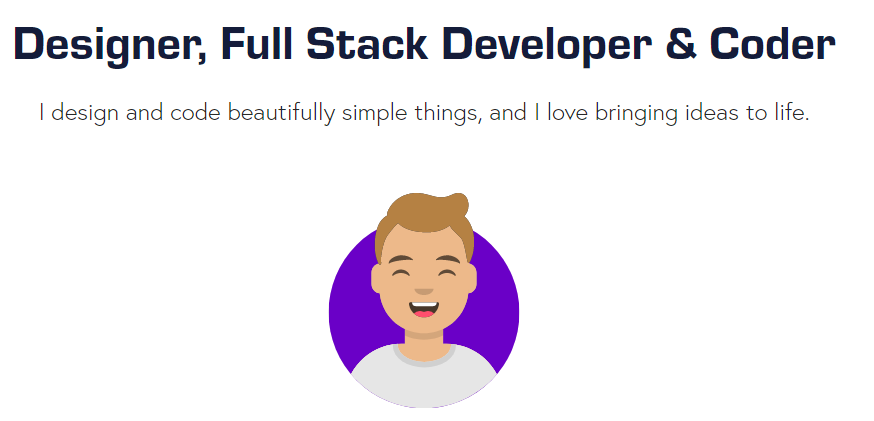 Designer, Full Stack Developer & Coder
I design and code beautifully simple things, and I love bringing ideas to life.